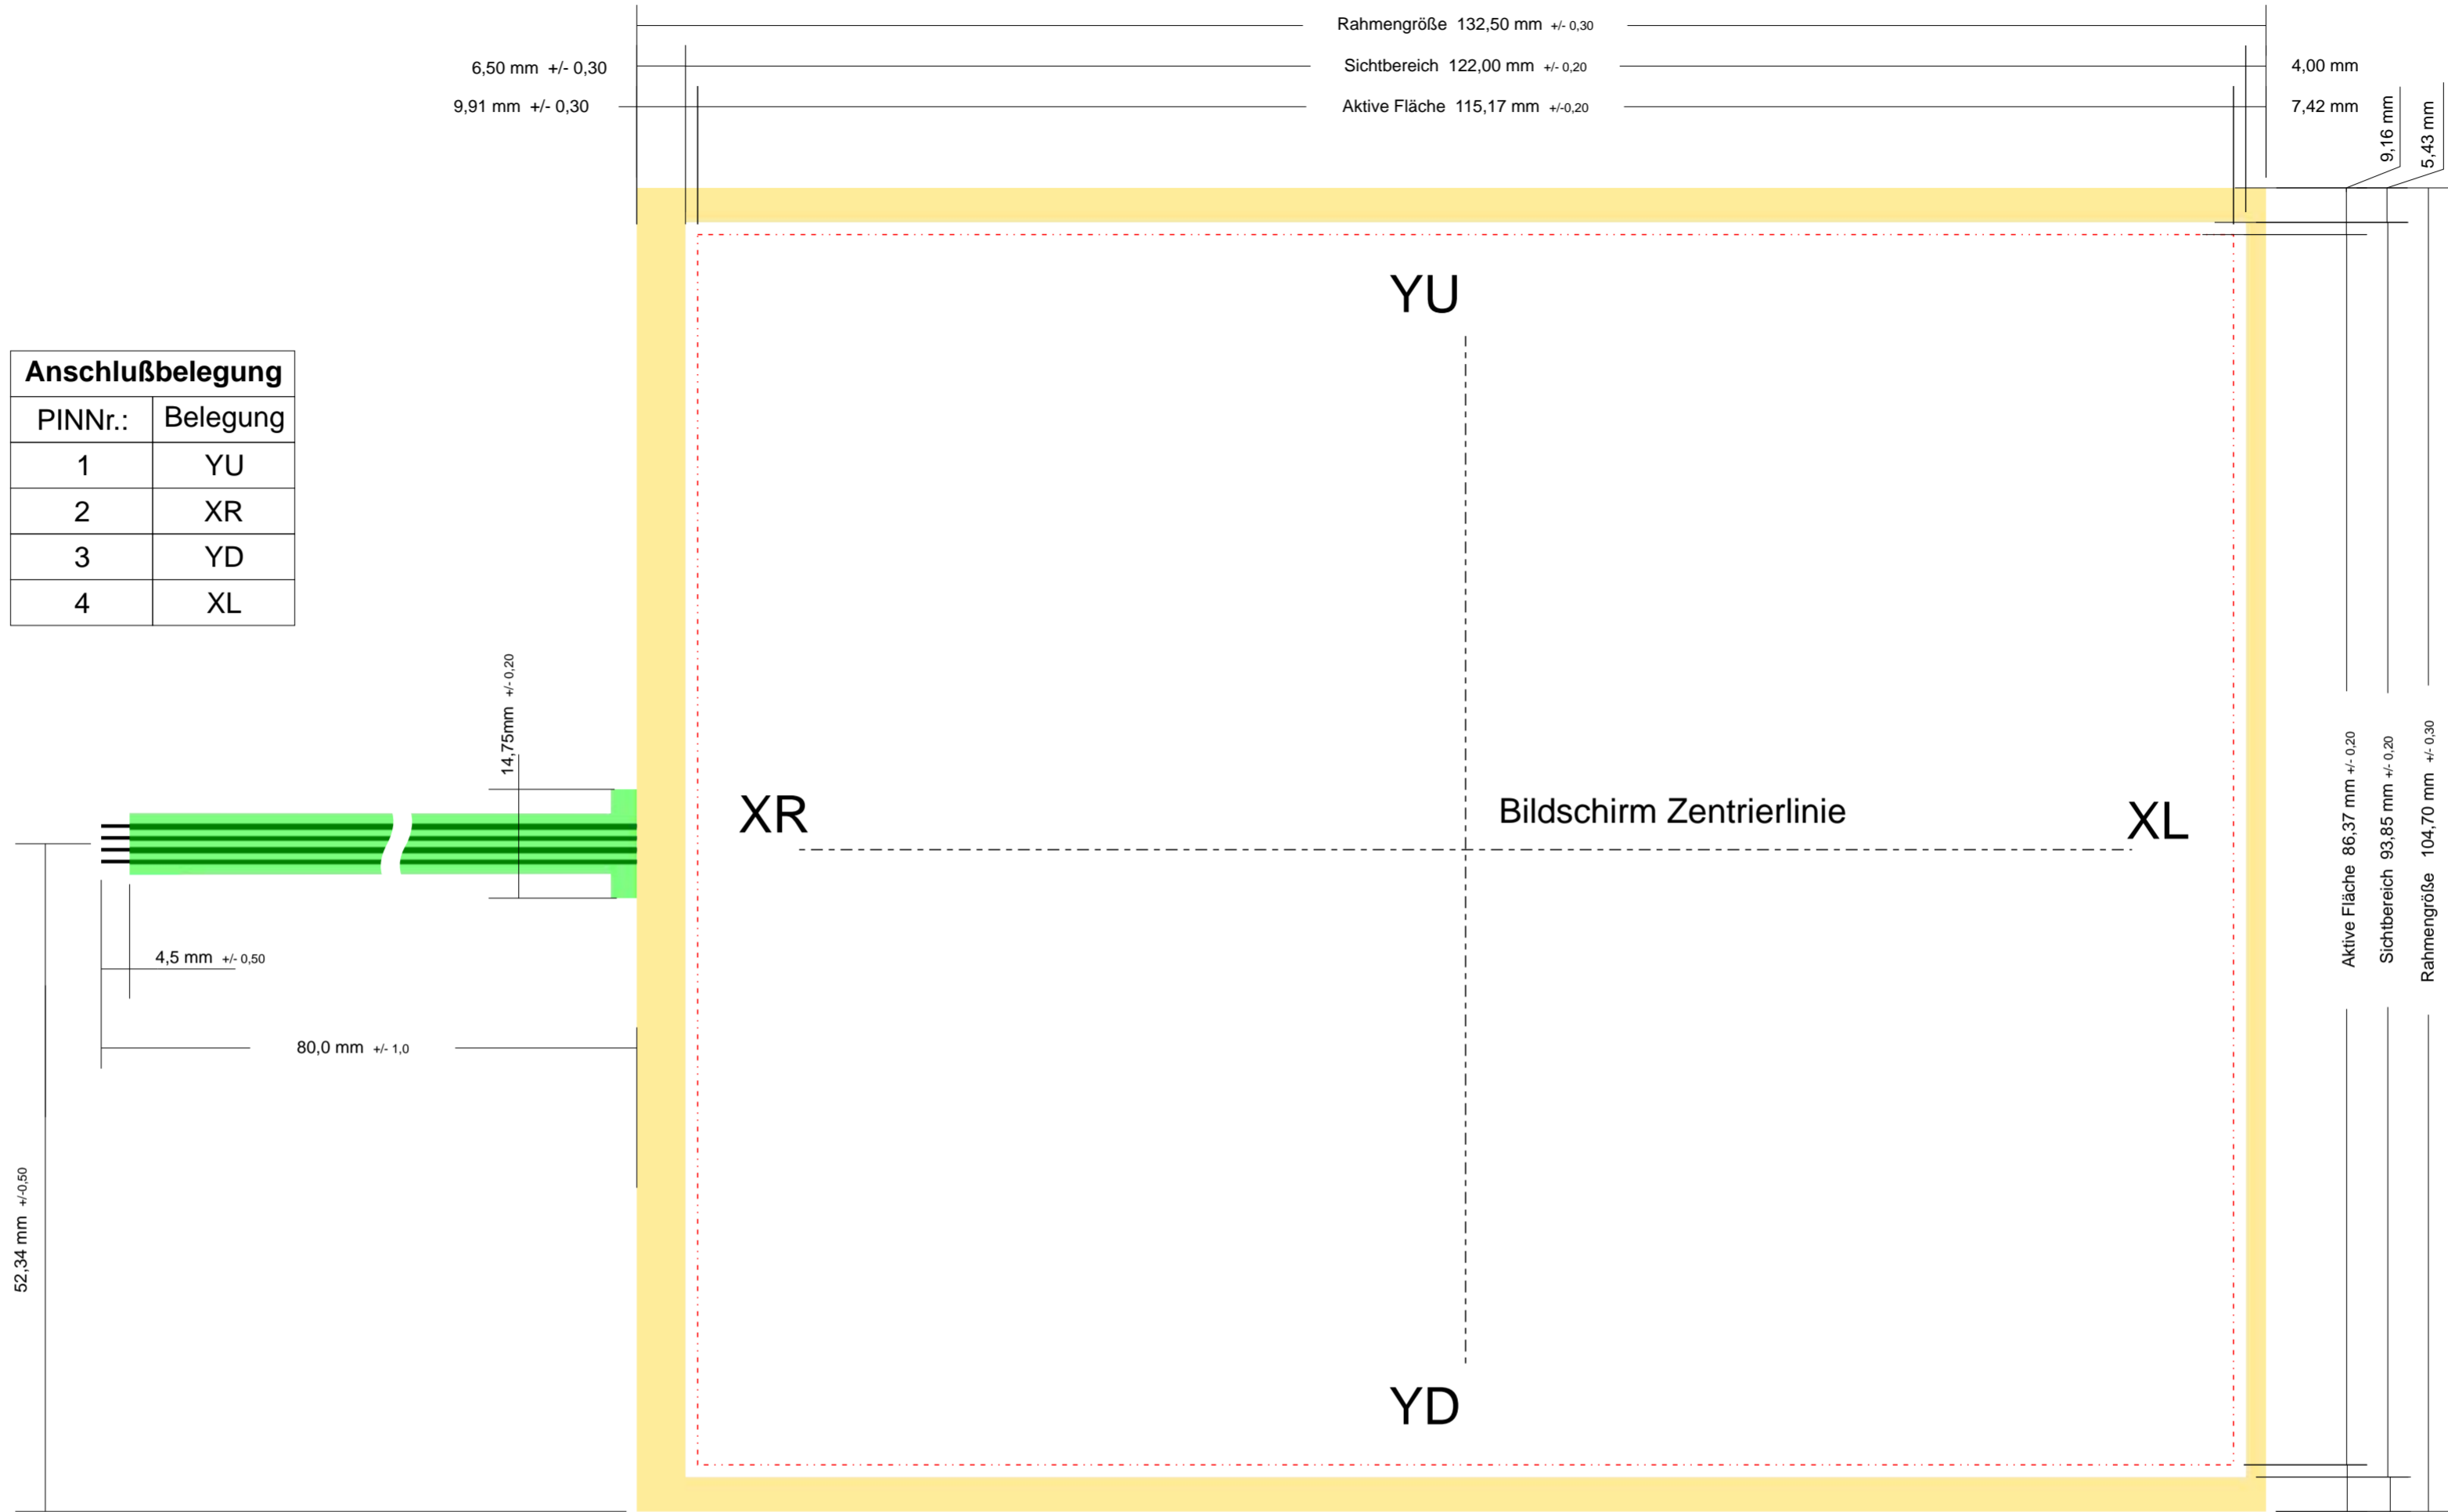 Rahmengröße 132,50 mm +/- 0,30
6,50 mm +/- 0,30 Sichtbereich 122,00 mm +/- 0,20 4,00 mm
9,91 mm +/- 0,30 Aktive Fläche 115,17 mm +/-0,20 7,42 mm
9,16 mm
5,43 mm
YU
Anschlußbelegung
PINNr.: Belegung
1 YU
2 XR
3 YD
4 XL
14,75mm +/- 0,20
XR
Bildschirm Zentrierlinie
XL
Aktive Fläche 86,37 mm +/- 0,20
Sichtbereich 93,85 mm +/- 0,20
Rahmengröße 104,70 mm +/- 0,30
4,5 mm +/- 0,50
80,0 mm +/- 1,0
52,34 mm +/-0,50
YD